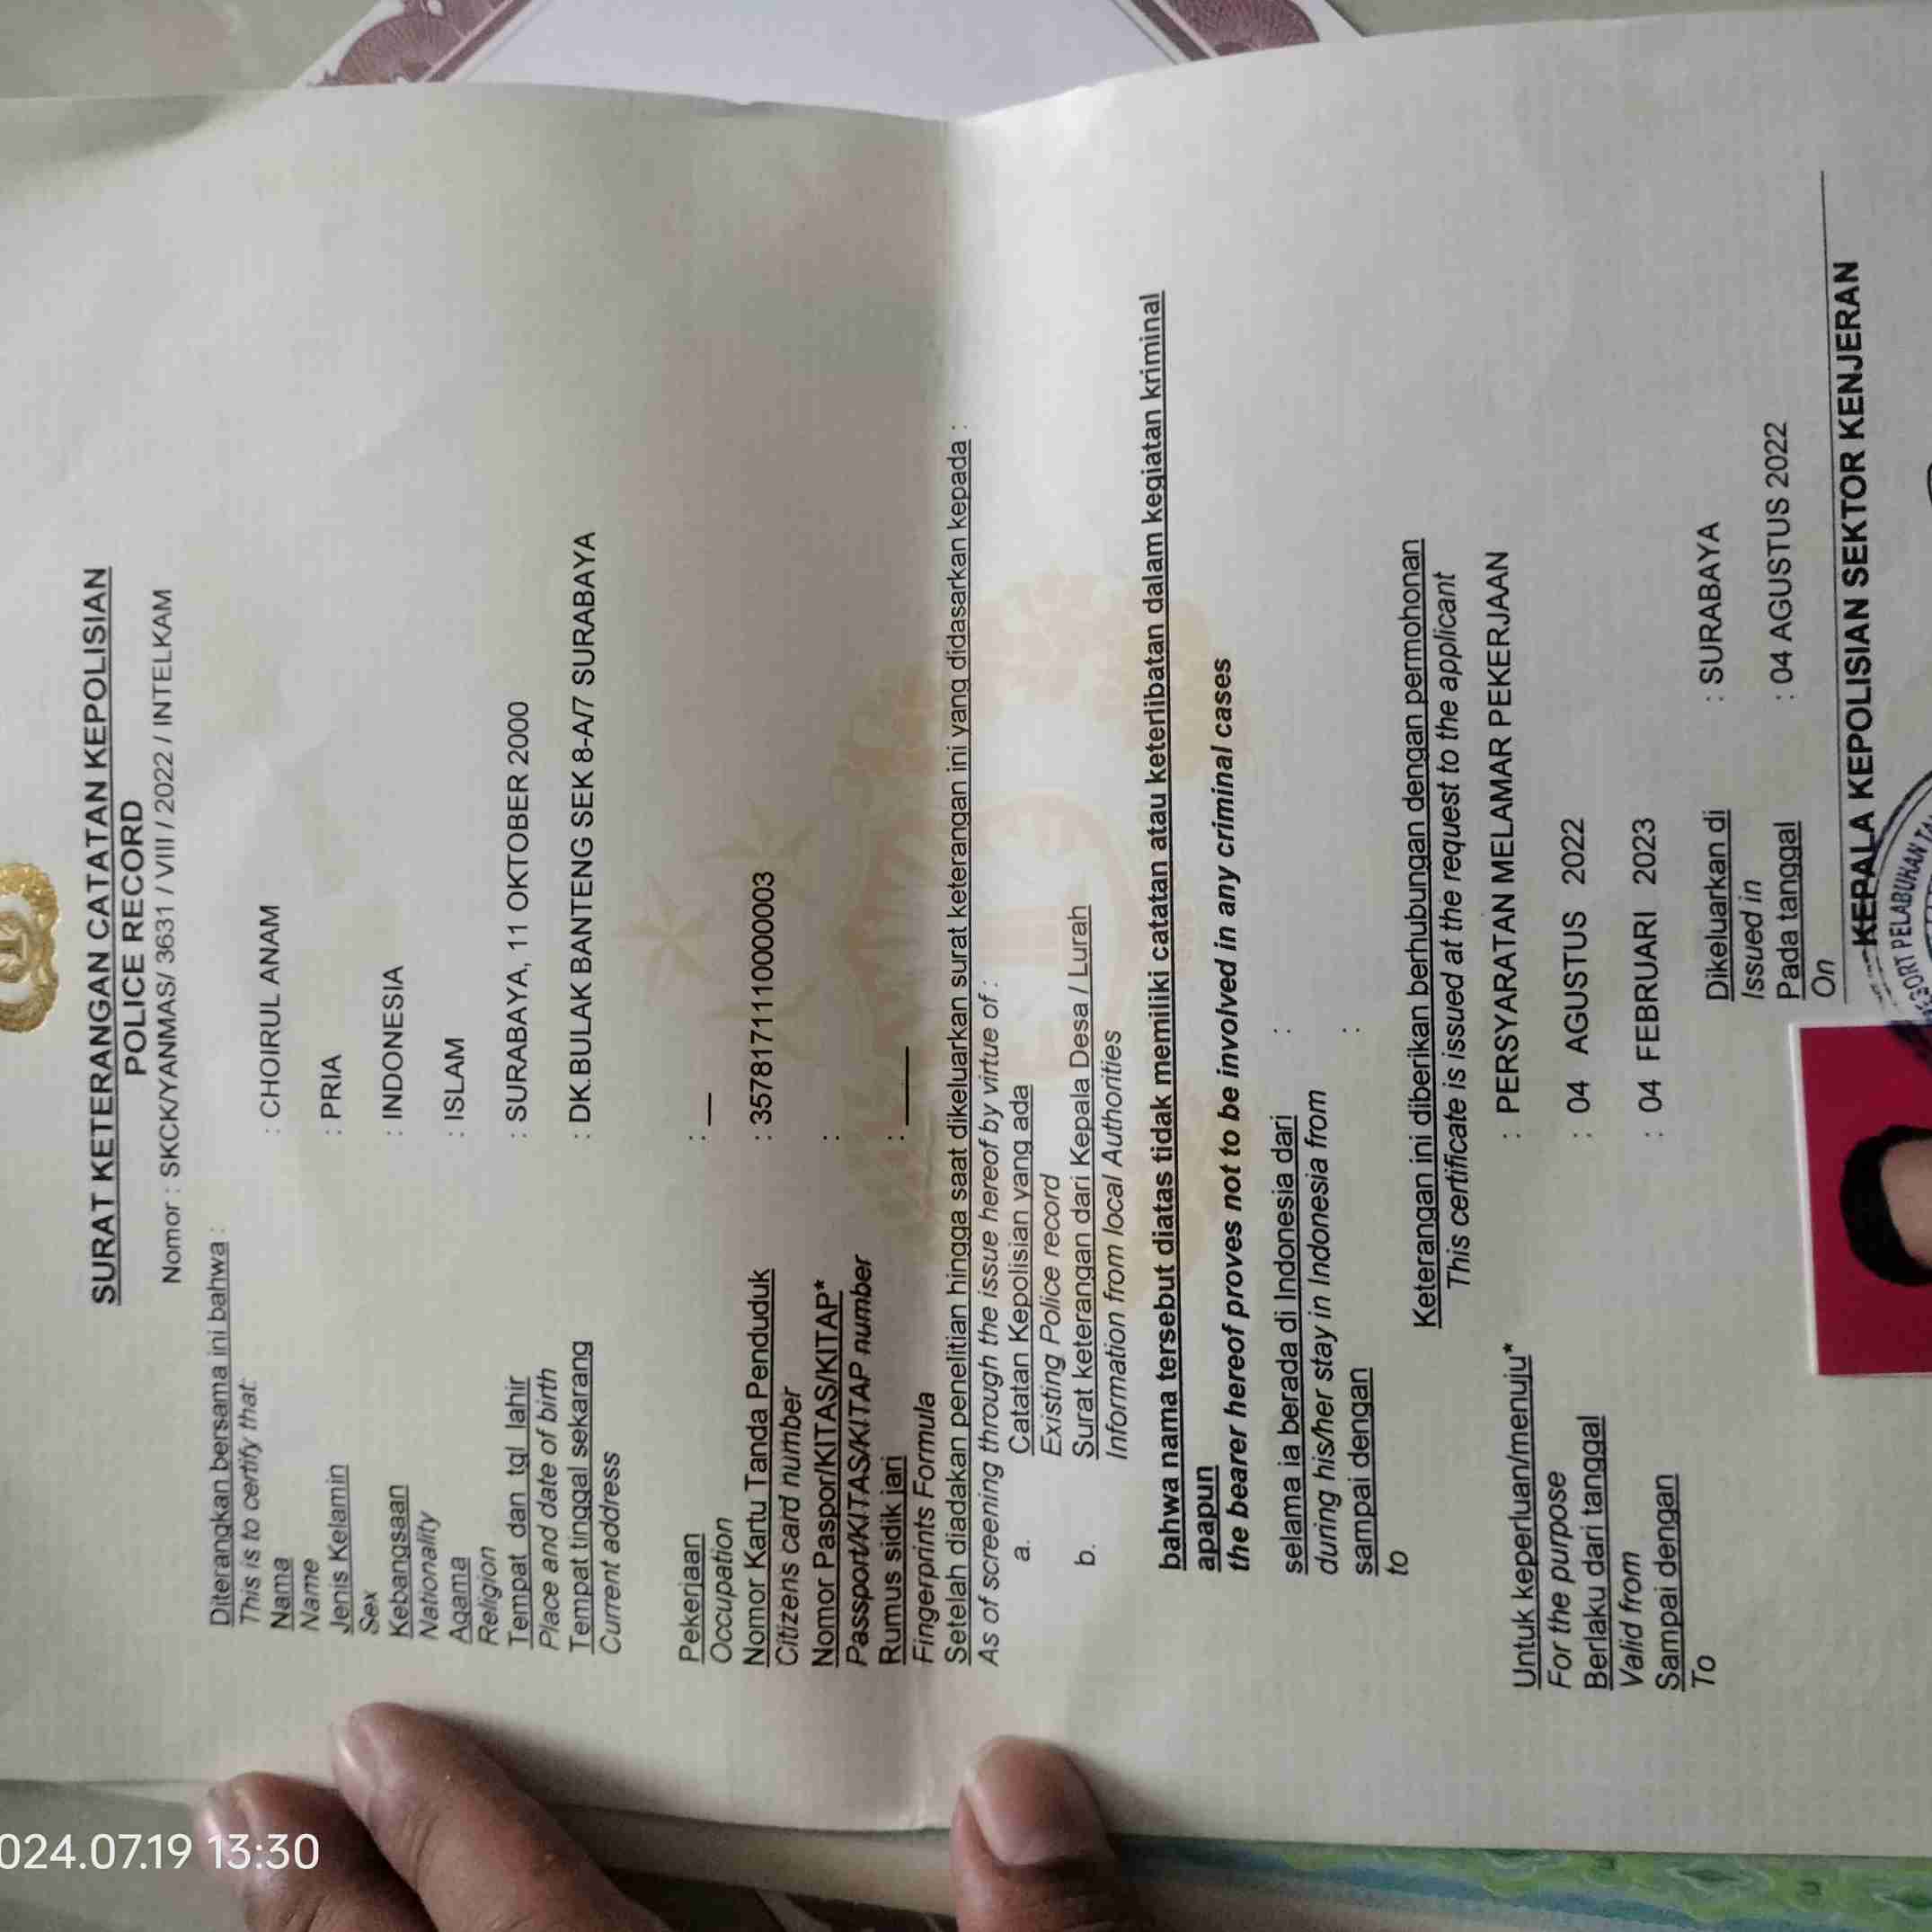 SURAT KETERANGAN CATATAN KEPOLISIAN
POLICE RECORD
Nomor : SKCK/YANMAS/ 3631 / VIII / 2022 / INTELKAM
Diterangkan bersama ini bahwa :
This is to certify that:
Nama : CHOIRUL ANAM
Name
Jenis Kelamin : PRIA
Sex
Kebangsaan : INDONESIA
Nationality
Agama : ISLAM
Religion
Tempat dan tgl lahir : SURABAYA, 11 OKTOBER 2000
Place and date of birth
Tempat tinggal sekarang : DK.BULAK BANTENG SEK 8-A/7 SURABAYA
Current address
Pekerjaan : —
Occupation
Nomor Kartu Tanda Penduduk : 3578171110000003
Citizens card number
Nomor Paspor/KITAS/KITAP* :
Passport/KITAS/KITAP number
Rumus sidik jari : ——
Fingerprints Formula
Setelah diadakan penelitian hingga saat dikeluarkan surat keterangan ini yang didasarkan kepada :
As of screening through the issue hereof by virtue of :
a. Catatan Kepolisian yang ada
Existing Police record
b. Surat keterangan dari Kepala Desa / Lurah
Information from local Authorities
bahwa nama tersebut diatas tidak memiliki catatan atau keterlibatan dalam kegiatan kriminal
apapun
the bearer hereof proves not to be involved in any criminal cases
selama ia berada di Indonesia dari :
during his/her stay in Indonesia from
sampai dengan :
to
Keterangan ini diberikan berhubungan dengan permohonan
This certificate is issued at the request to the applicant
Untuk keperluan/menuju* : PERSYARATAN MELAMAR PEKERJAAN
For the purpose
Berlaku dari tanggal : 04 AGUSTUS 2022
Valid from
Sampai dengan : 04 FEBRUARI 2023
To
Dikeluarkan di : SURABAYA
Issued in
Pada tanggal : 04 AGUSTUS 2022
On
KEPALA KEPOLISIAN SEKTOR KENJERAN
PELABUHAN
024.07.19 13:30